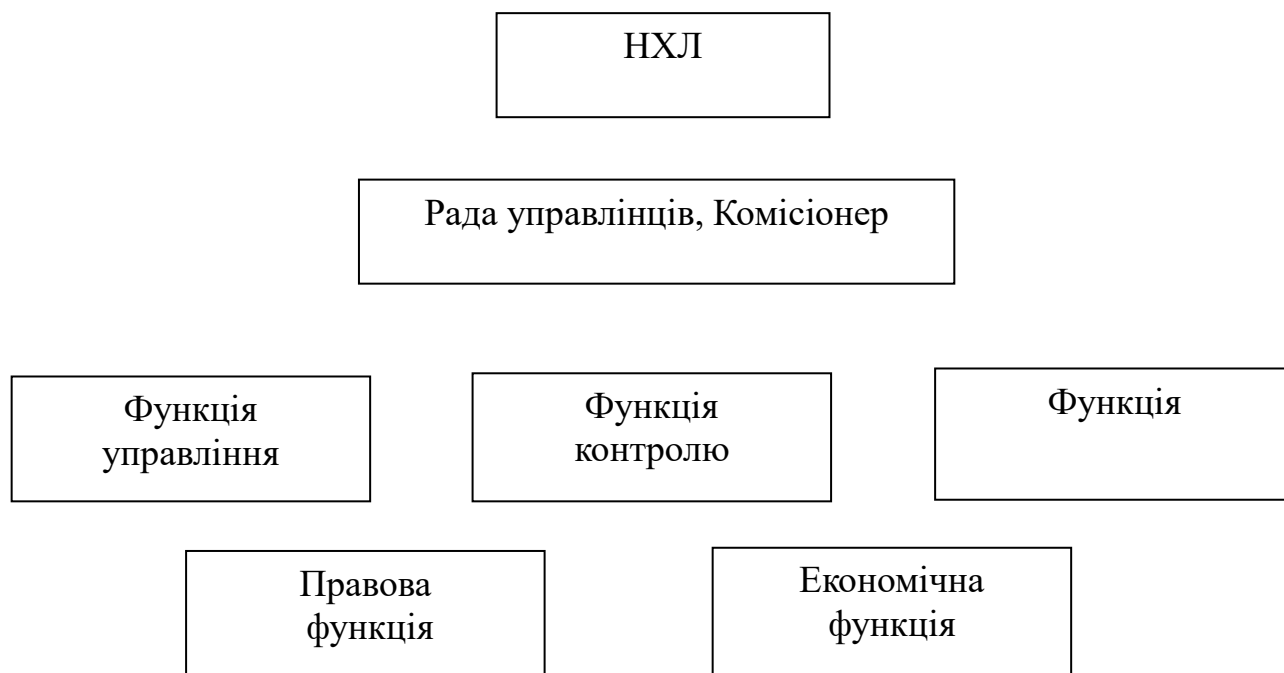 НХЛ
Рада управлінців, Комісіонер
Функція
управління
Функція
контролю
Функція
Правова
функція
Економічна
функція